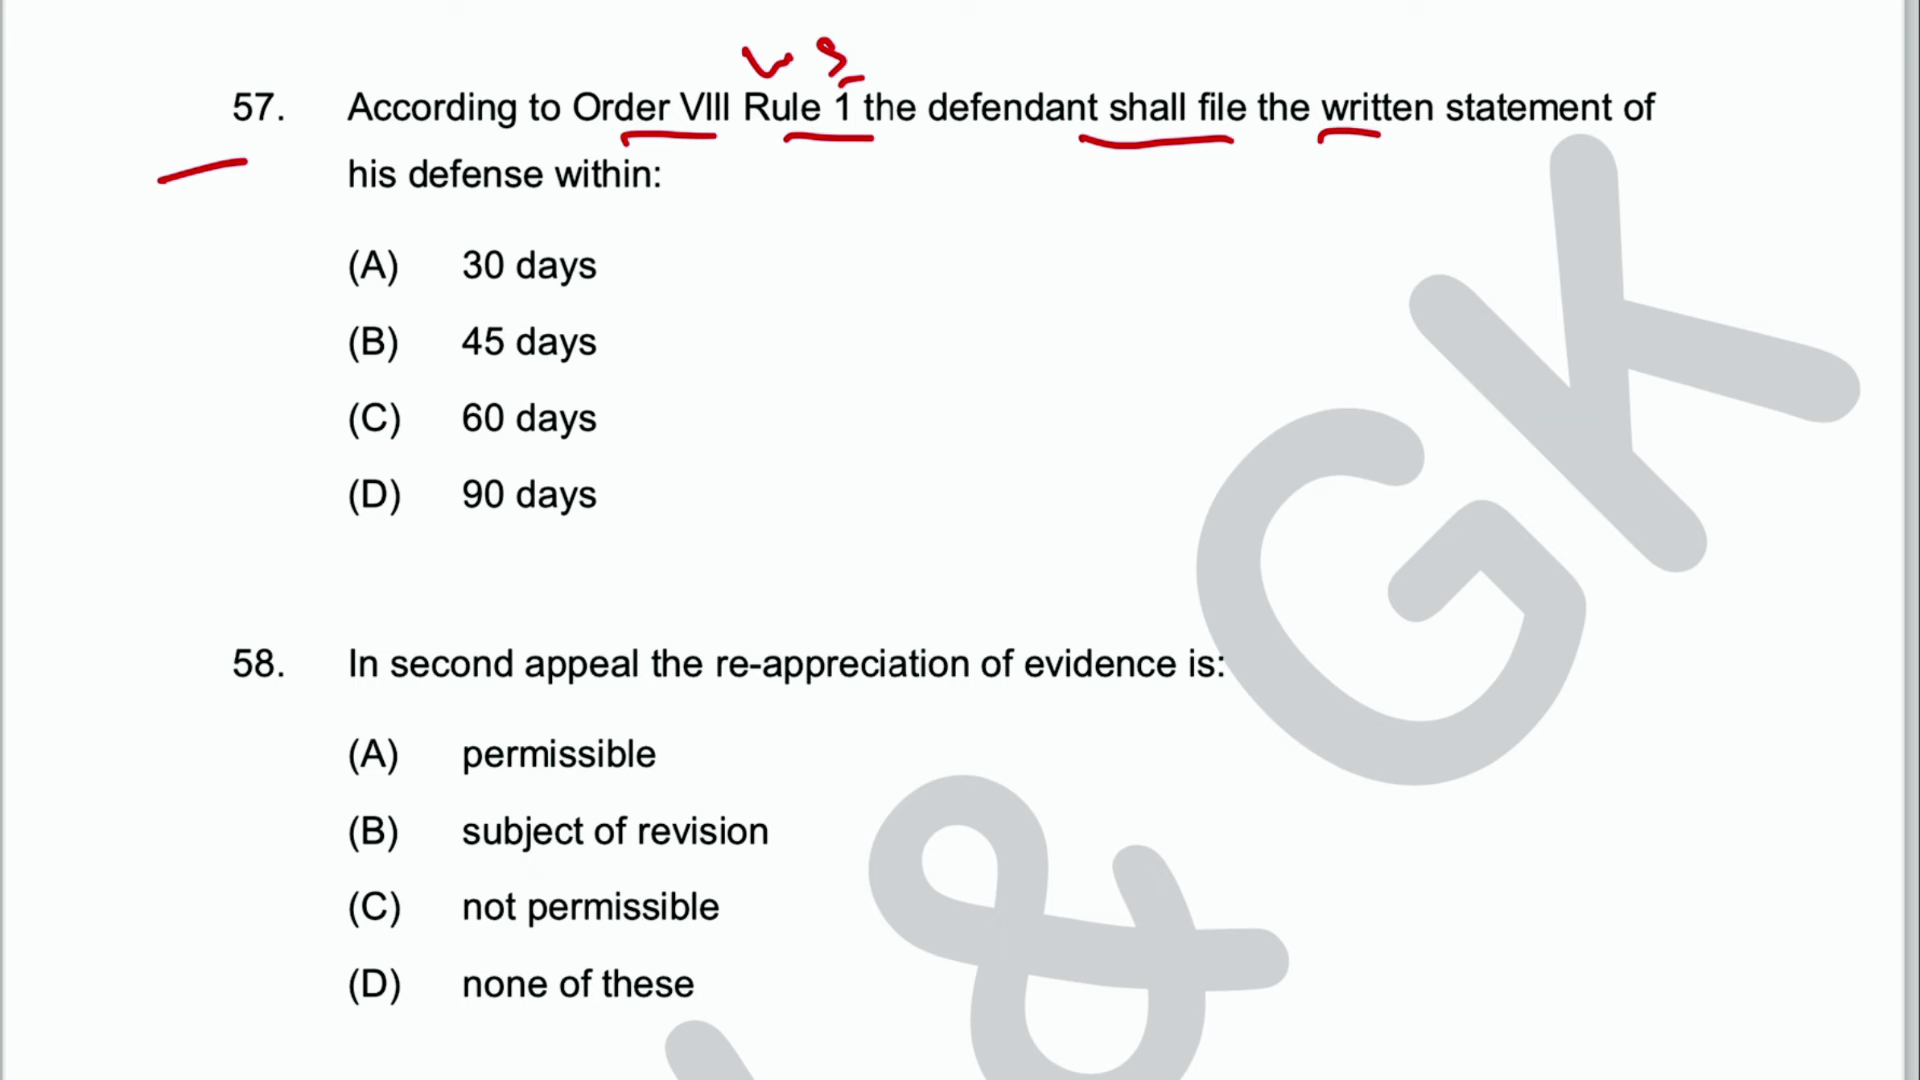 57. According to Order VIII Rule 1 the defendant shall file the written statement of
his defense within:
(A) 30 days
(B) 45 days
(C) 60 days
(D) 90 days
58. In second appeal the re-appreciation of evidence is:
(A) permissible
(B) subject of revision
(C) not permissible
(D) none of these
& GK